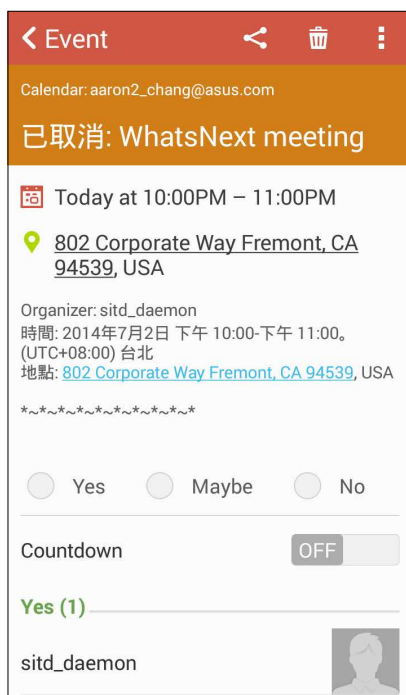 Event
Calendar: aaron2_chang@asus.com
已取消: WhatsNext meeting
Today at 10:00PM – 11:00PM
802 Corporate Way Fremont, CA
94539, USA
Organizer: sitd_daemon
時間: 2014年7月2日 下午 10:00-下午 11:00。
(UTC+08:00) 台北
地點: 802 Corporate Way Fremont, CA 94539, USA
*~*~*~*~*~*~*~*~*~*
Yes Maybe No
Countdown OFF
Yes (1)
sitd_daemon